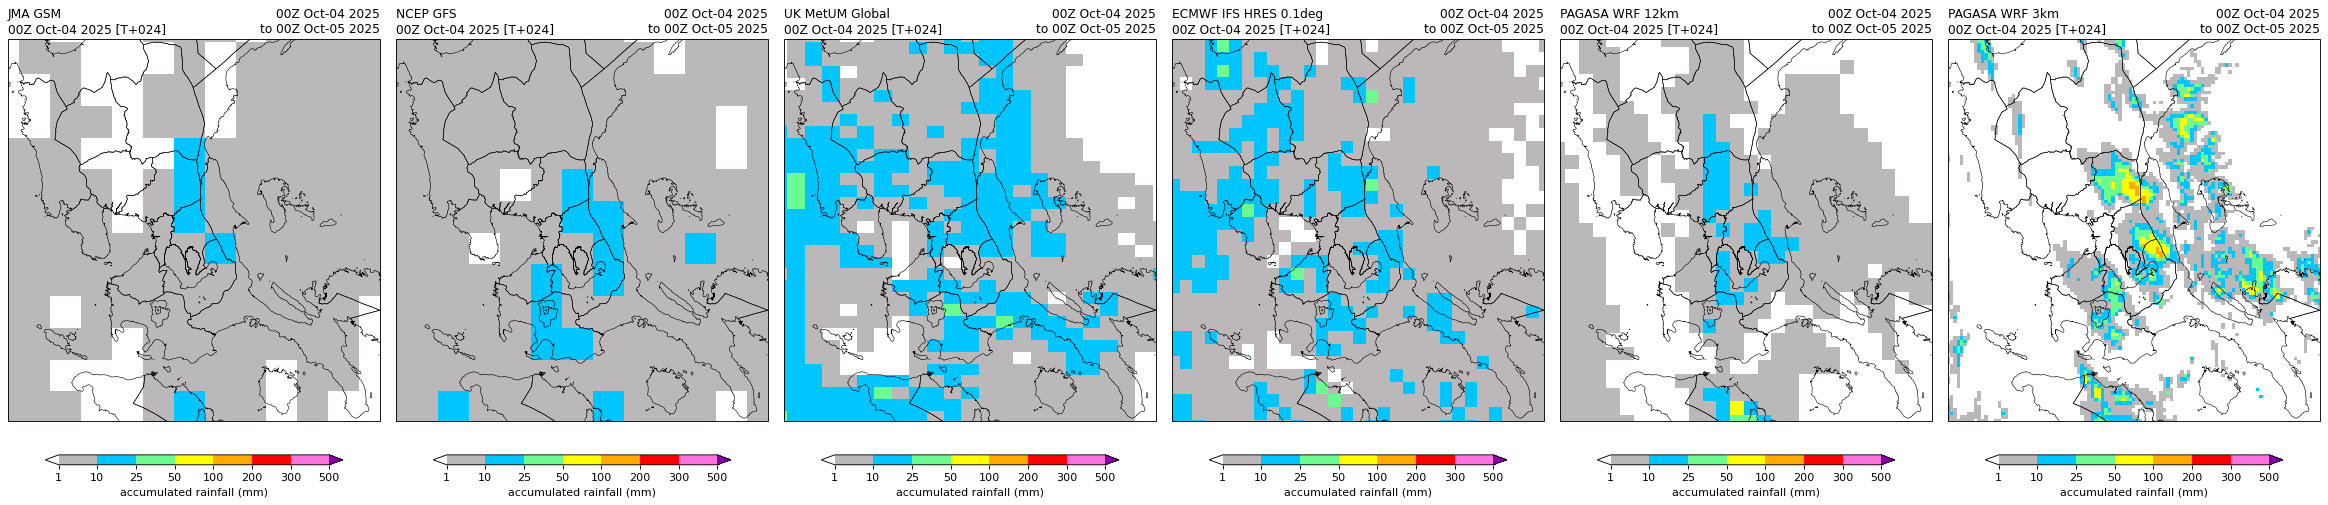 JMA GSM
00Z Oct-04 2025 [T+024]
00Z Oct-04 2025
to 00Z Oct-05 2025
1 10 25 50 100 200 300 500
accumulated rainfall (mm)
NCEP GFS
00Z Oct-04 2025 [T+024]
00Z Oct-04 2025
to 00Z Oct-05 2025
1 10 25 50 100 200 300 500
accumulated rainfall (mm)
UK MetUM Global
00Z Oct-04 2025 [T+024]
00Z Oct-04 2025
to 00Z Oct-05 2025
1 10 25 50 100 200 300 500
accumulated rainfall (mm)
ECMWF IFS HRES 0.1deg
00Z Oct-04 2025 [T+024]
00Z Oct-04 2025
to 00Z Oct-05 2025
1 10 25 50 100 200 300 500
accumulated rainfall (mm)
PAGASA WRF 12km
00Z Oct-04 2025 [T+024]
00Z Oct-04 2025
to 00Z Oct-05 2025
1 10 25 50 100 200 300 500
accumulated rainfall (mm)
PAGASA WRF 3km
00Z Oct-04 2025 [T+024]
00Z Oct-04 2025
to 00Z Oct-05 2025
1 10 25 50 100 200 300 500
accumulated rainfall (mm)